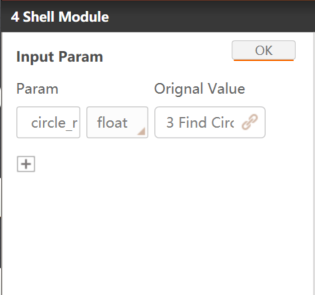 4 Shell Module
OK
Input Param
Param Orignal Value
circle_r float 3 Find Circ